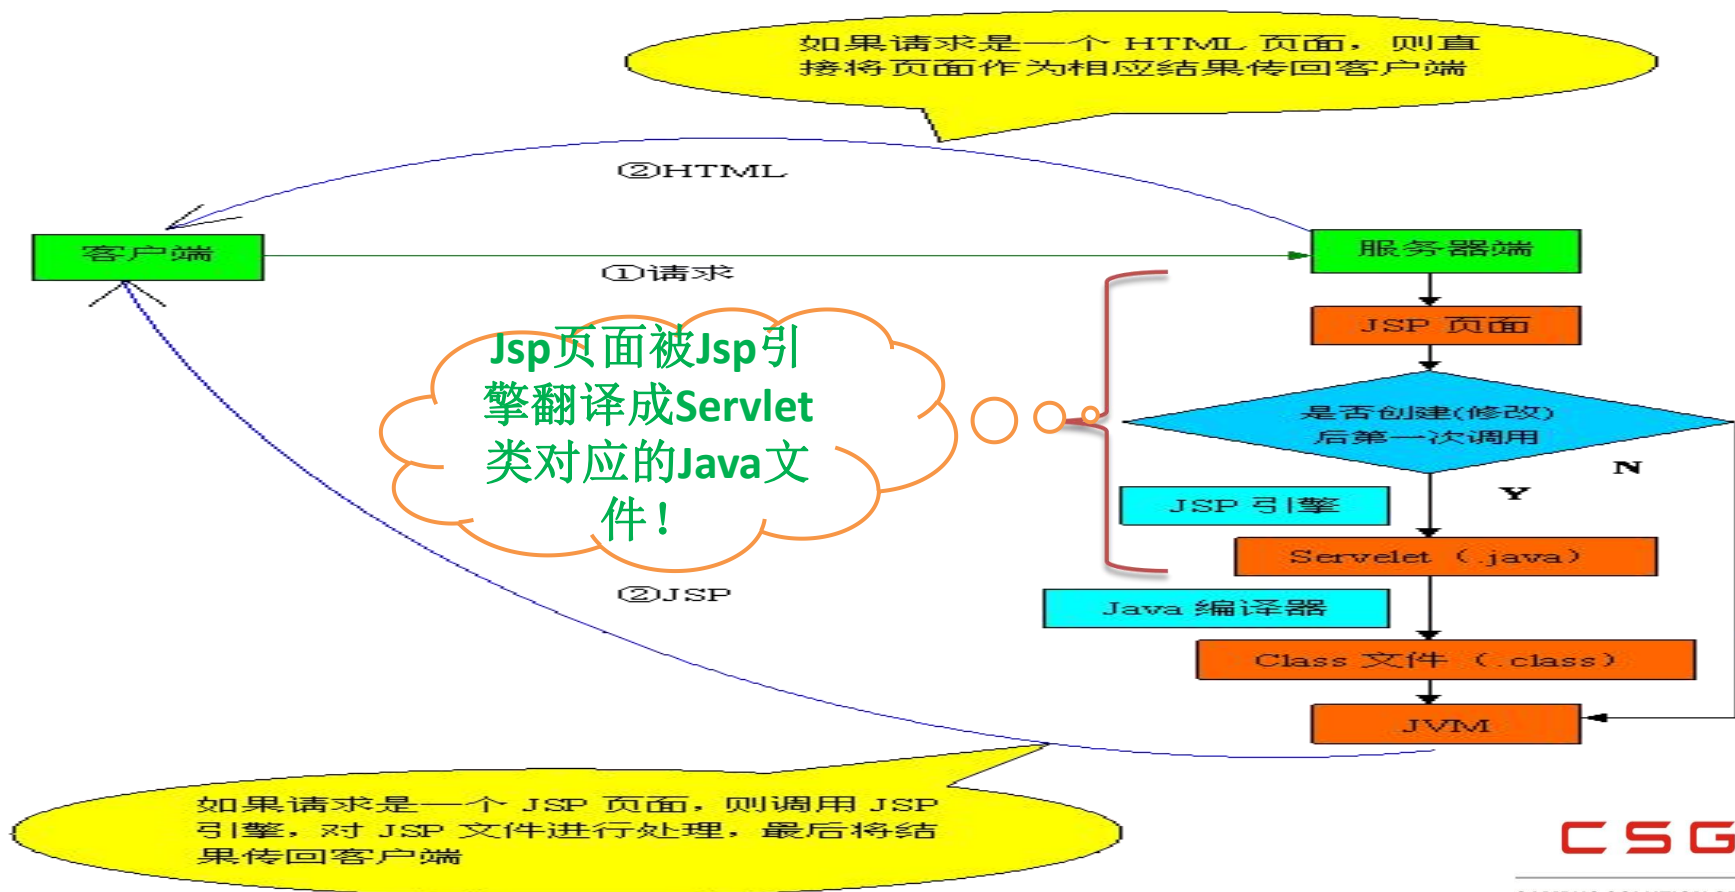 如果请求是一个 HTML 页面，则直
接将页面作为相应结果传回客户端
②HTML
客户端
服务器端
①请求
JSP 页面
Jsp页面被Jsp引
擎翻译成Servlet
类对应的Java文
件！
是否创建(修改)
后第一次调用
N
Y
JSP 引擎
Servelet（.java）
②JSP
Java 编译器
Class 文件（.class）
JVM
如果请求是一个 JSP 页面，则调用 JSP
引擎，对 JSP 文件进行处理，最后将结
果传回客户端
CSG